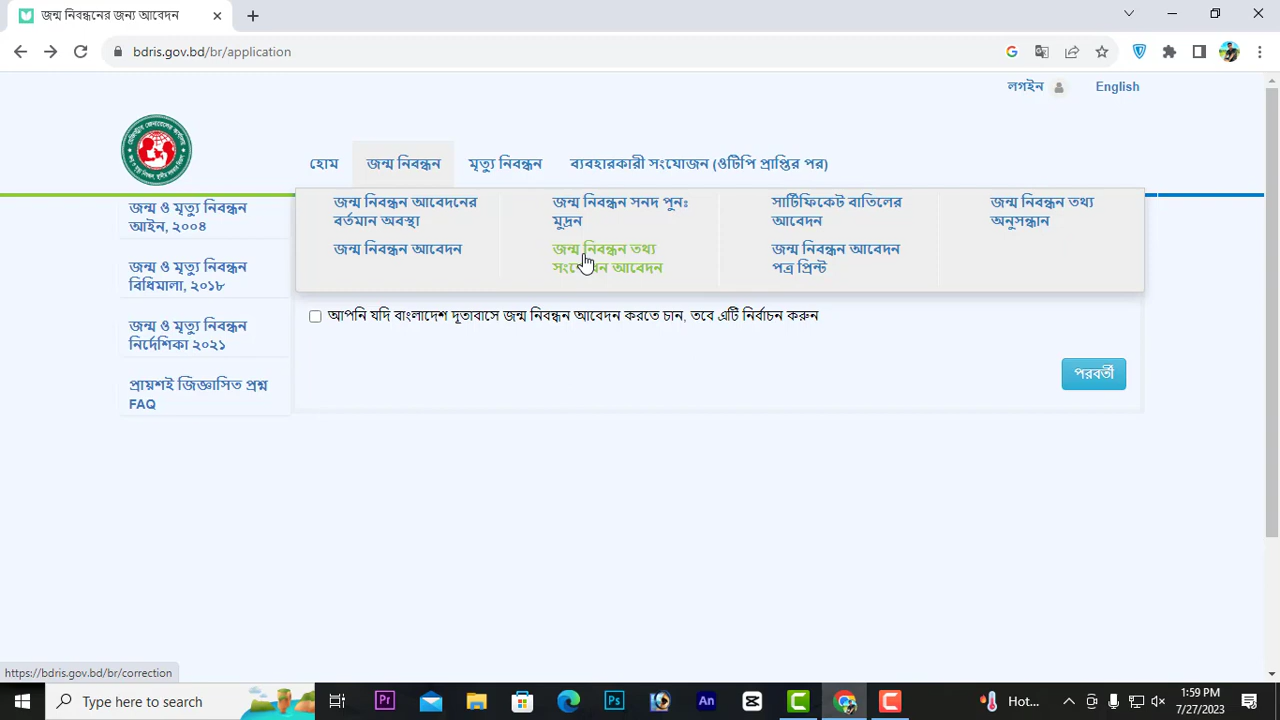 জন্ম নিবন্ধনের জন্য আবেদন
bdris.gov.bd/br/application
লগইন English
হোম জন্ম নিবন্ধন মৃত্যু নিবন্ধন ব্যবহারকারী সংযোজন (ওটিপি প্রাপ্তির পর)
জন্ম ও মৃত্যু নিবন্ধন
আইন, ২০০৪
জন্ম ও মৃত্যু নিবন্ধন
বিধিমালা, ২০১৮
জন্ম ও মৃত্যু নিবন্ধন
নির্দেশিকা ২০২১
প্রায়শই জিজ্ঞাসিত প্রশ্ন
FAQ
জন্ম নিবন্ধন আবেদনের
বর্তমান অবস্থা
জন্ম নিবন্ধন আবেদন
জন্ম নিবন্ধন সনদ পুনঃ
মুদ্রন
জন্ম নিবন্ধন তথ্য
সংশোধন আবেদন
সার্টিফিকেট বাতিলের
আবেদন
জন্ম নিবন্ধন আবেদন
পত্র প্রিন্ট
জন্ম নিবন্ধন তথ্য
অনুসন্ধান
আপনি যদি বাংলাদেশ দূতাবাসে জন্ম নিবন্ধন আবেদন করতে চান, তবে এটি নির্বাচন করুন
পরবর্তী
https://bdris.gov.bd/br/correction
Type here to search
Pr
Ps
An
Hot...
1:59 PM
7/27/2023